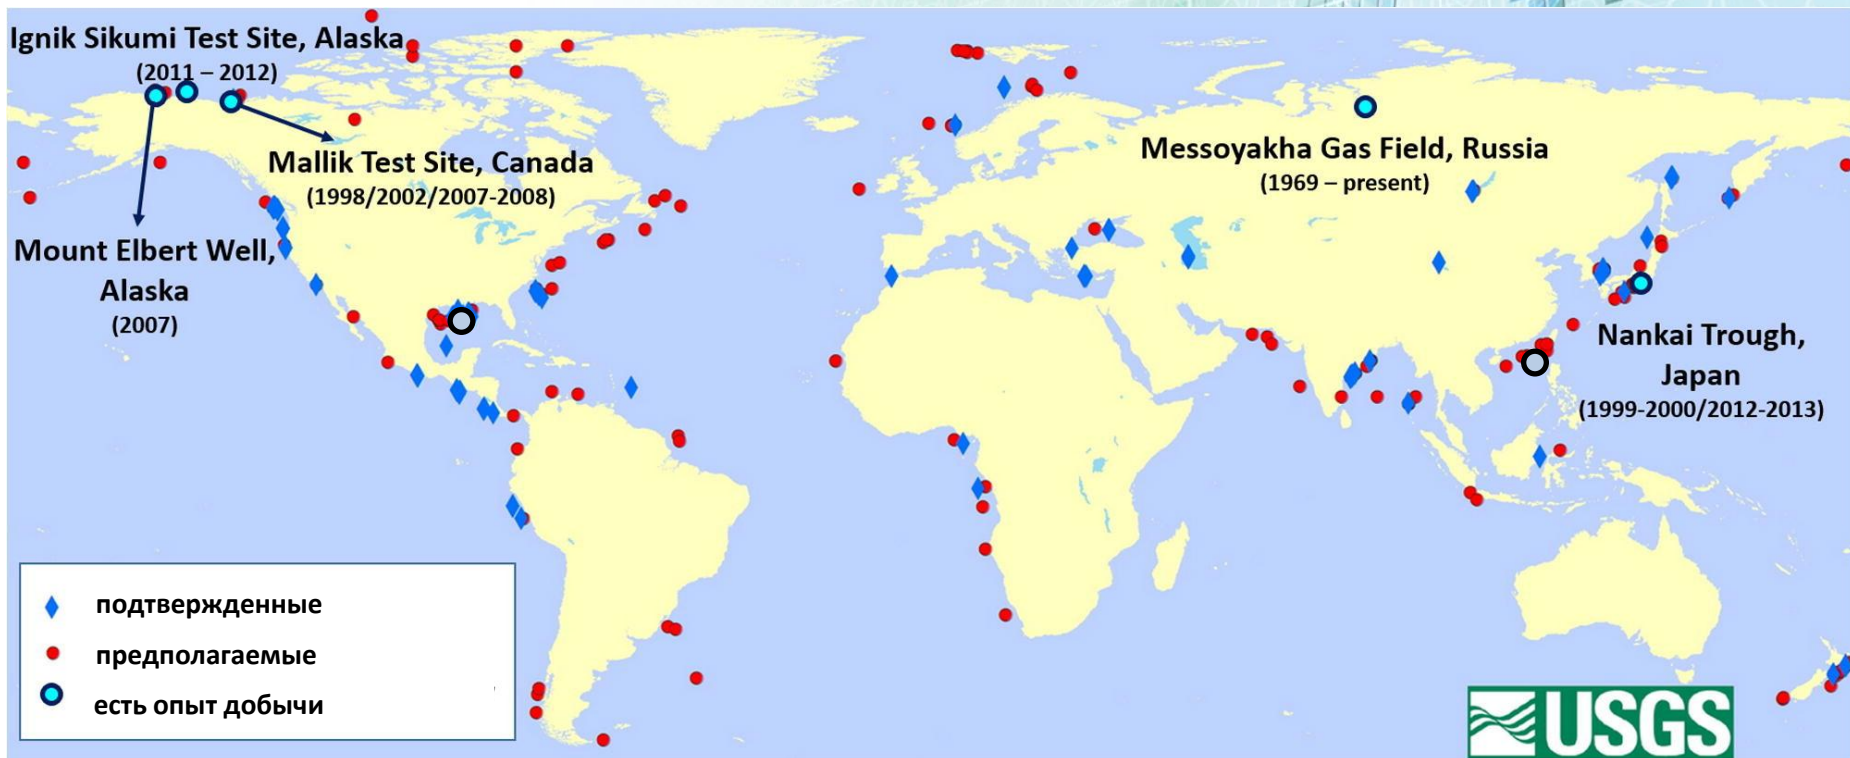 Ignik Sikumi Test Site, Alaska
(2011 – 2012)
Mallik Test Site, Canada
(1998/2002/2007-2008)
Messoyakha Gas Field, Russia
(1969 – present)
Mount Elbert Well,
Alaska
(2007)
Nankai Trough,
Japan
(1999-2000/2012-2013)
подтвержденные
предполагаемые
есть опыт добычи
USGS